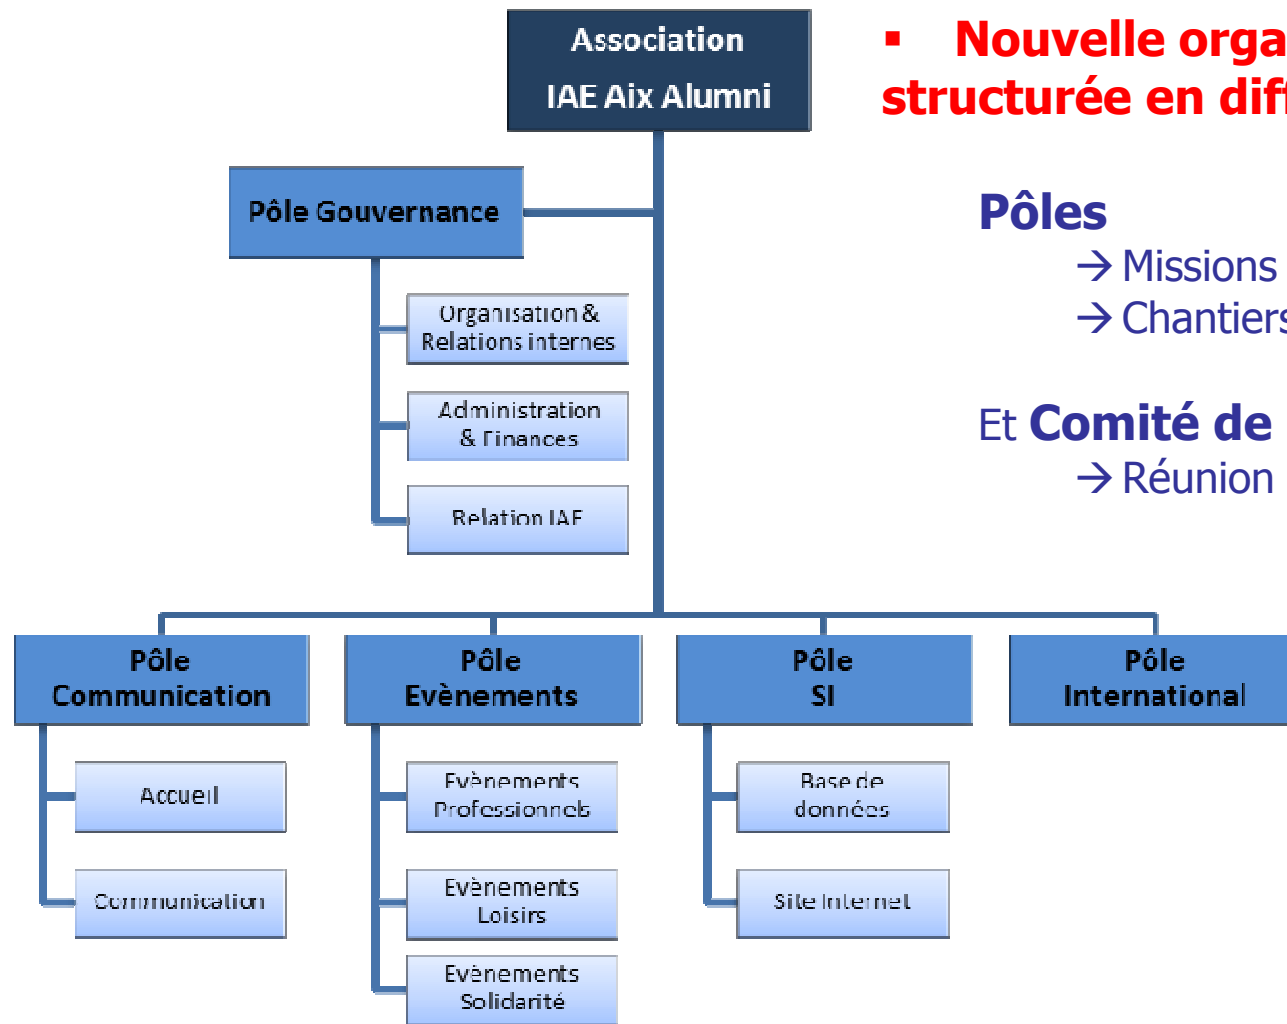 Association
IAE Aix Alumni
▪ Nouvelle orga
structurée en diff
Pôle Gouvernance
Pôles
→ Missions
→ Chantiers
Organisation &
Relations internes
Administration
& Finances
Et Comité de
→ Réunion
Relation IAE
Pôle
Communication
Pôle
Evènements
Pôle
SI
Pôle
International
Accueil
Evènements
Professionnels
Base de
données
Communication
Evènements
Loisirs
Site Internet
Evènements
Solidarité